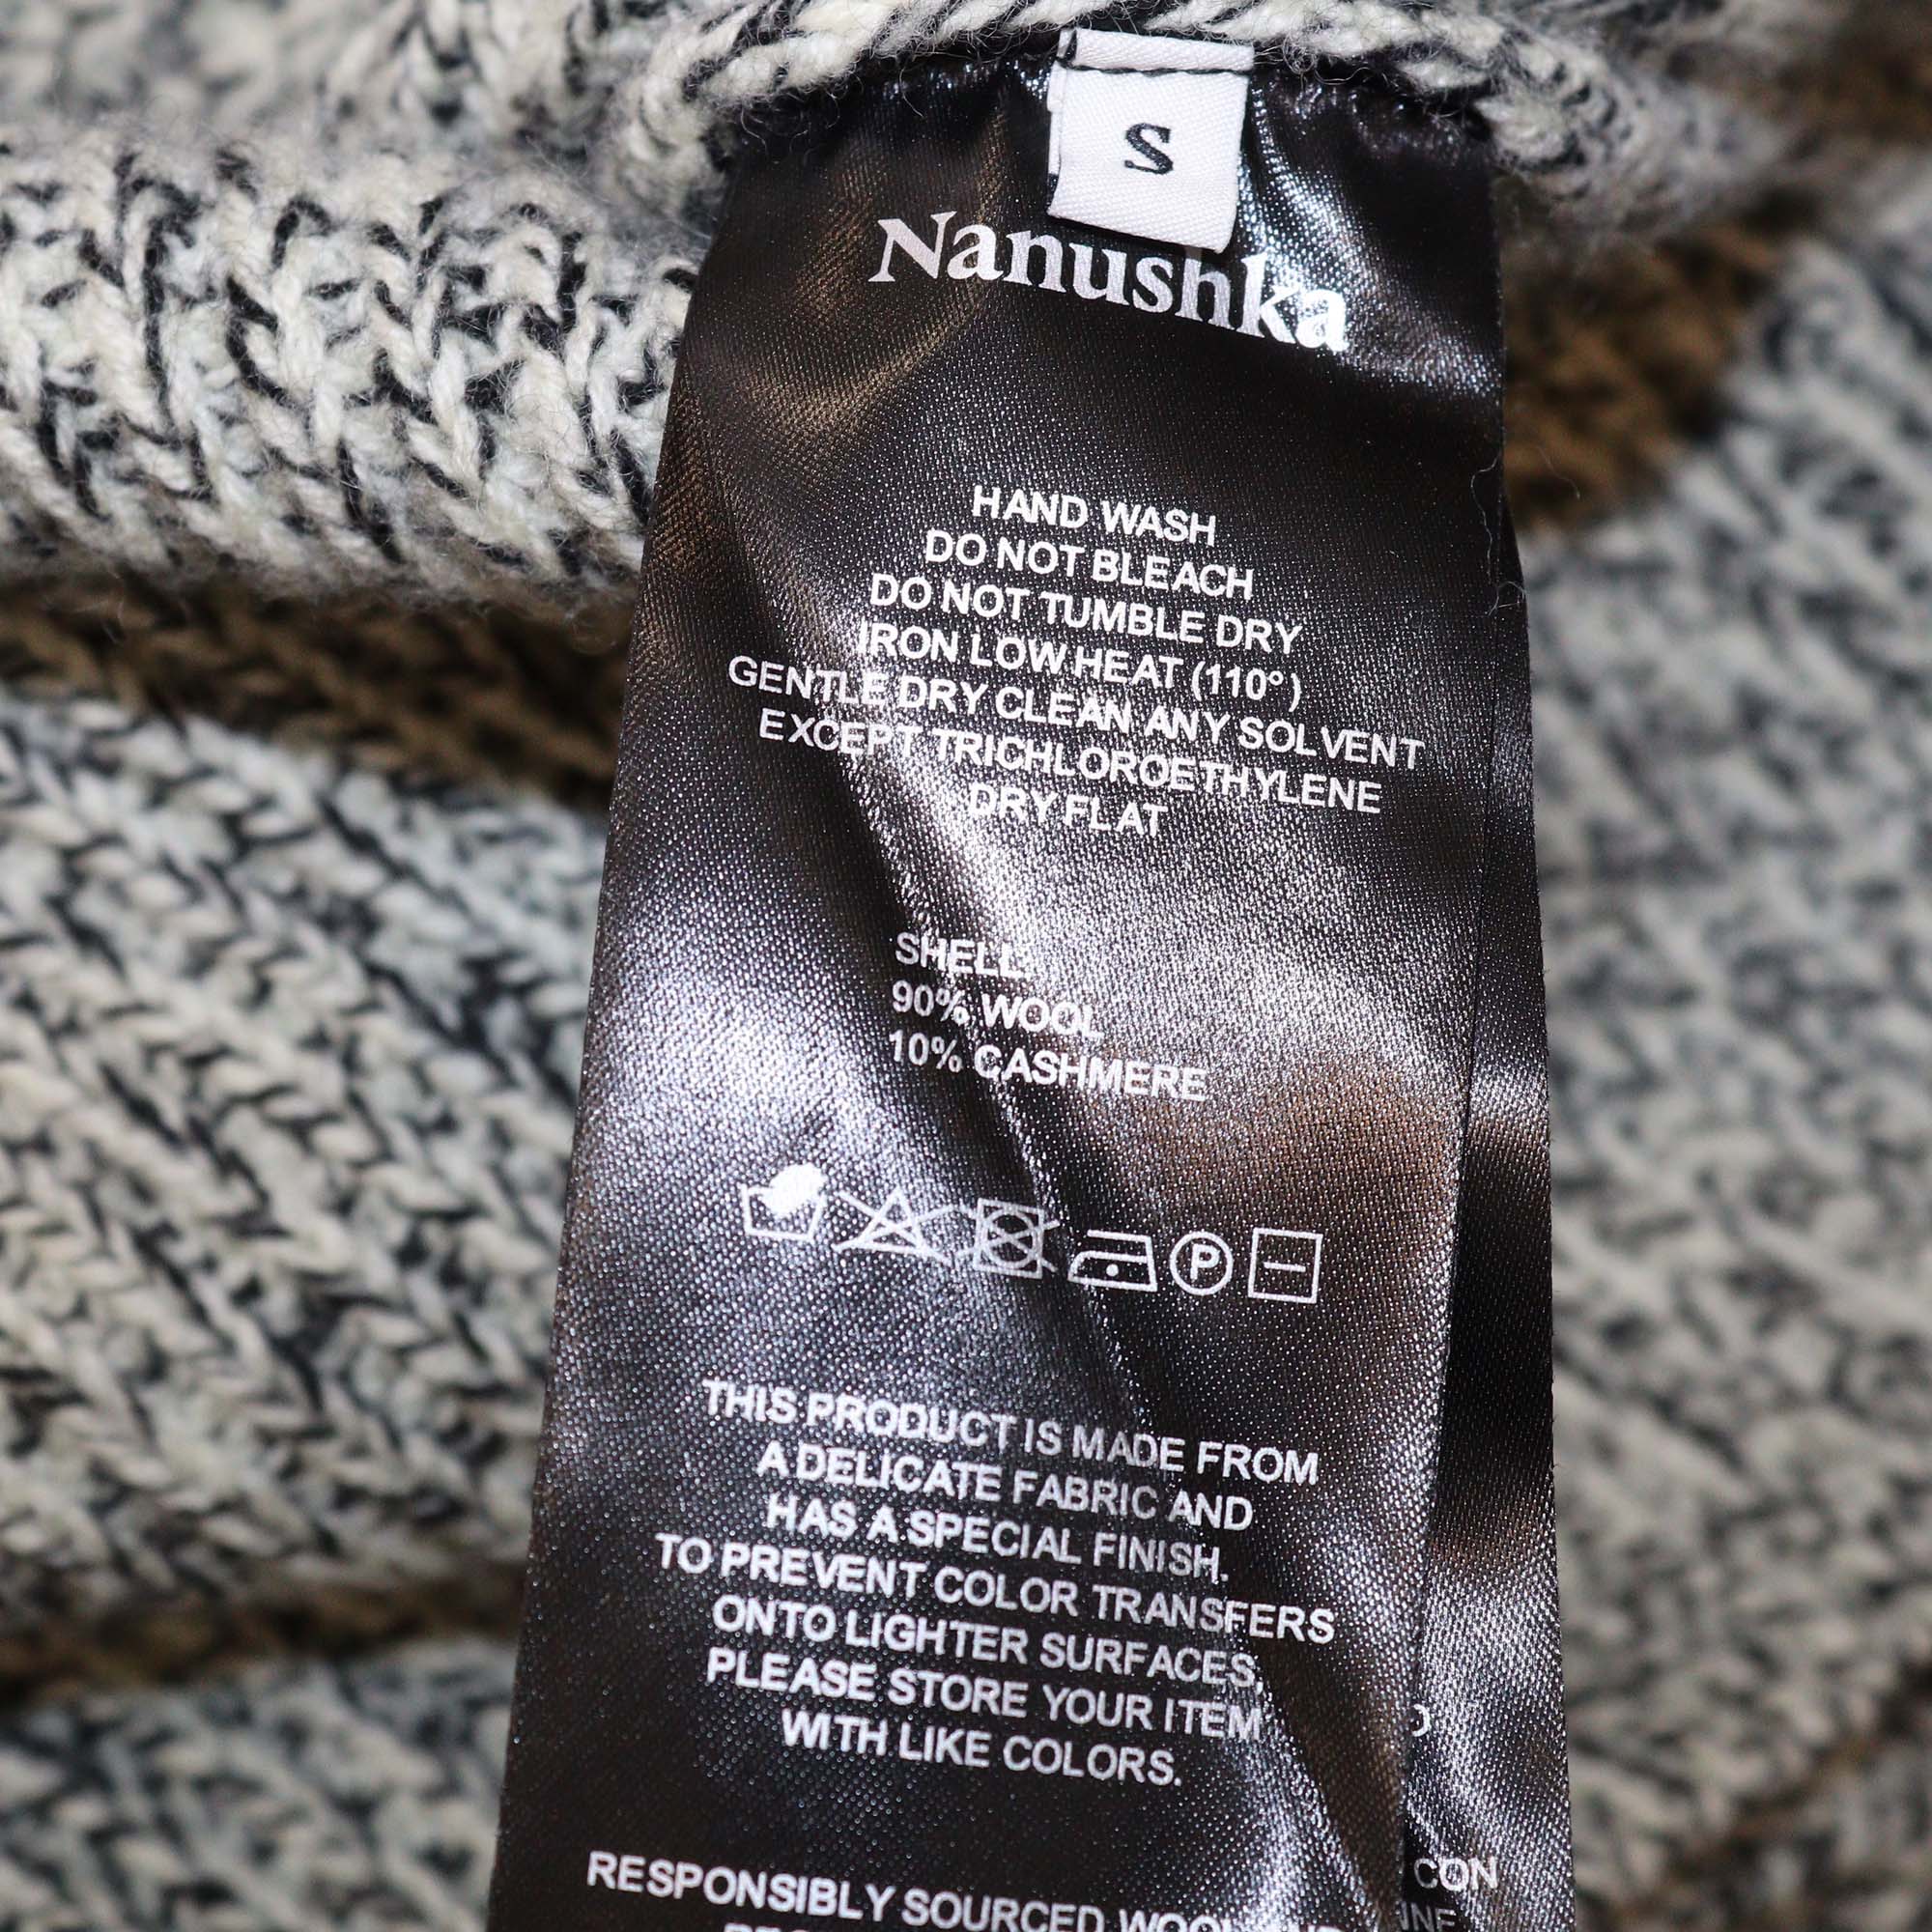 S
Nanushka
HAND WASH
DO NOT BLEACH
DO NOT TUMBLE DRY
IRON LOW HEAT (110°)
GENTLE DRY CLEAN ANY SOLVENT
EXCEPT TRICHLOROETHYLENE
DRY FLAT
SHELL:
90% WOOL
10% CASHMERE
P
THIS PRODUCT IS MADE FROM
A DELICATE FABRIC AND
HAS A SPECIAL FINISH.
TO PREVENT COLOR TRANSFERS
ONTO LIGHTER SURFACES,
PLEASE STORE YOUR ITEM
WITH LIKE COLORS.
RESPONSIBLY SOURCED WOOL
CON